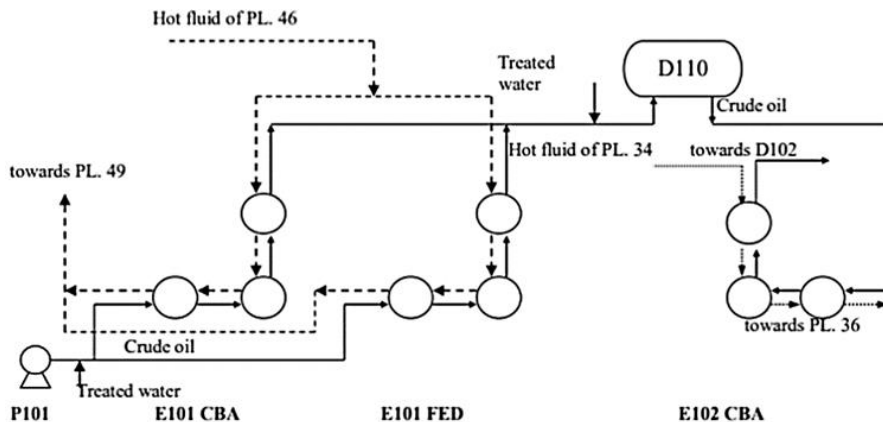 Hot fluid of PL. 46
Treated
water
D110
Crude oil
Hot fluid of PL. 34
towards D102
towards PL. 49
towards PL. 36
Crude oil
Treated water
P101
E101 CBA
E101 FED
E102 CBA